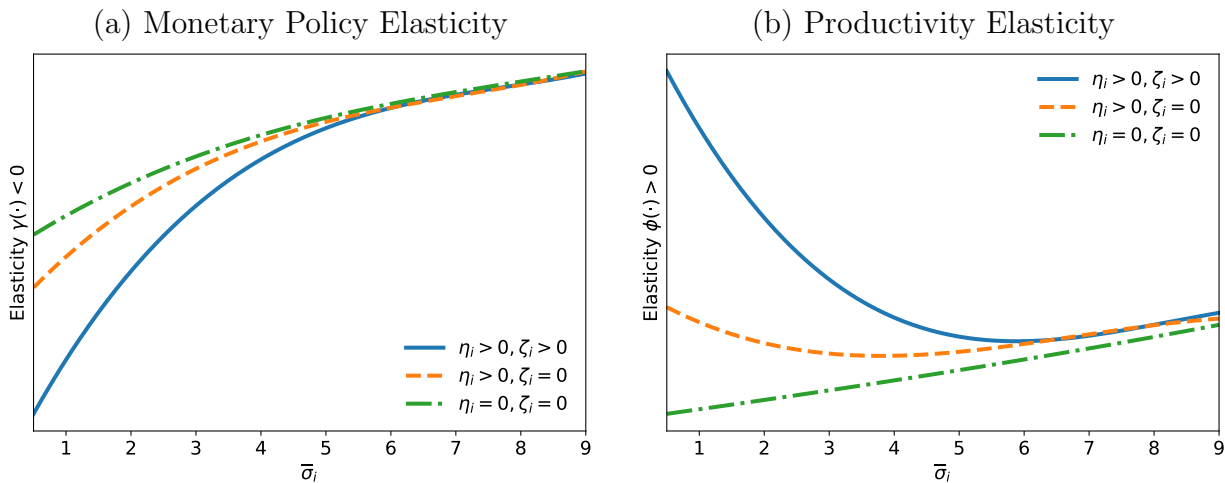 (a) Monetary Policy Elasticity
Elasticity γ(·) < 0
η_i > 0, ζ_i > 0
η_i > 0, ζ_i = 0
η_i = 0, ζ_i = 0
1 2 3 4 5 6 7 8 9
σ̅_i
(b) Productivity Elasticity
Elasticity ϕ(·) > 0
η_i > 0, ζ_i > 0
η_i > 0, ζ_i = 0
η_i = 0, ζ_i = 0
1 2 3 4 5 6 7 8 9
σ̅_i